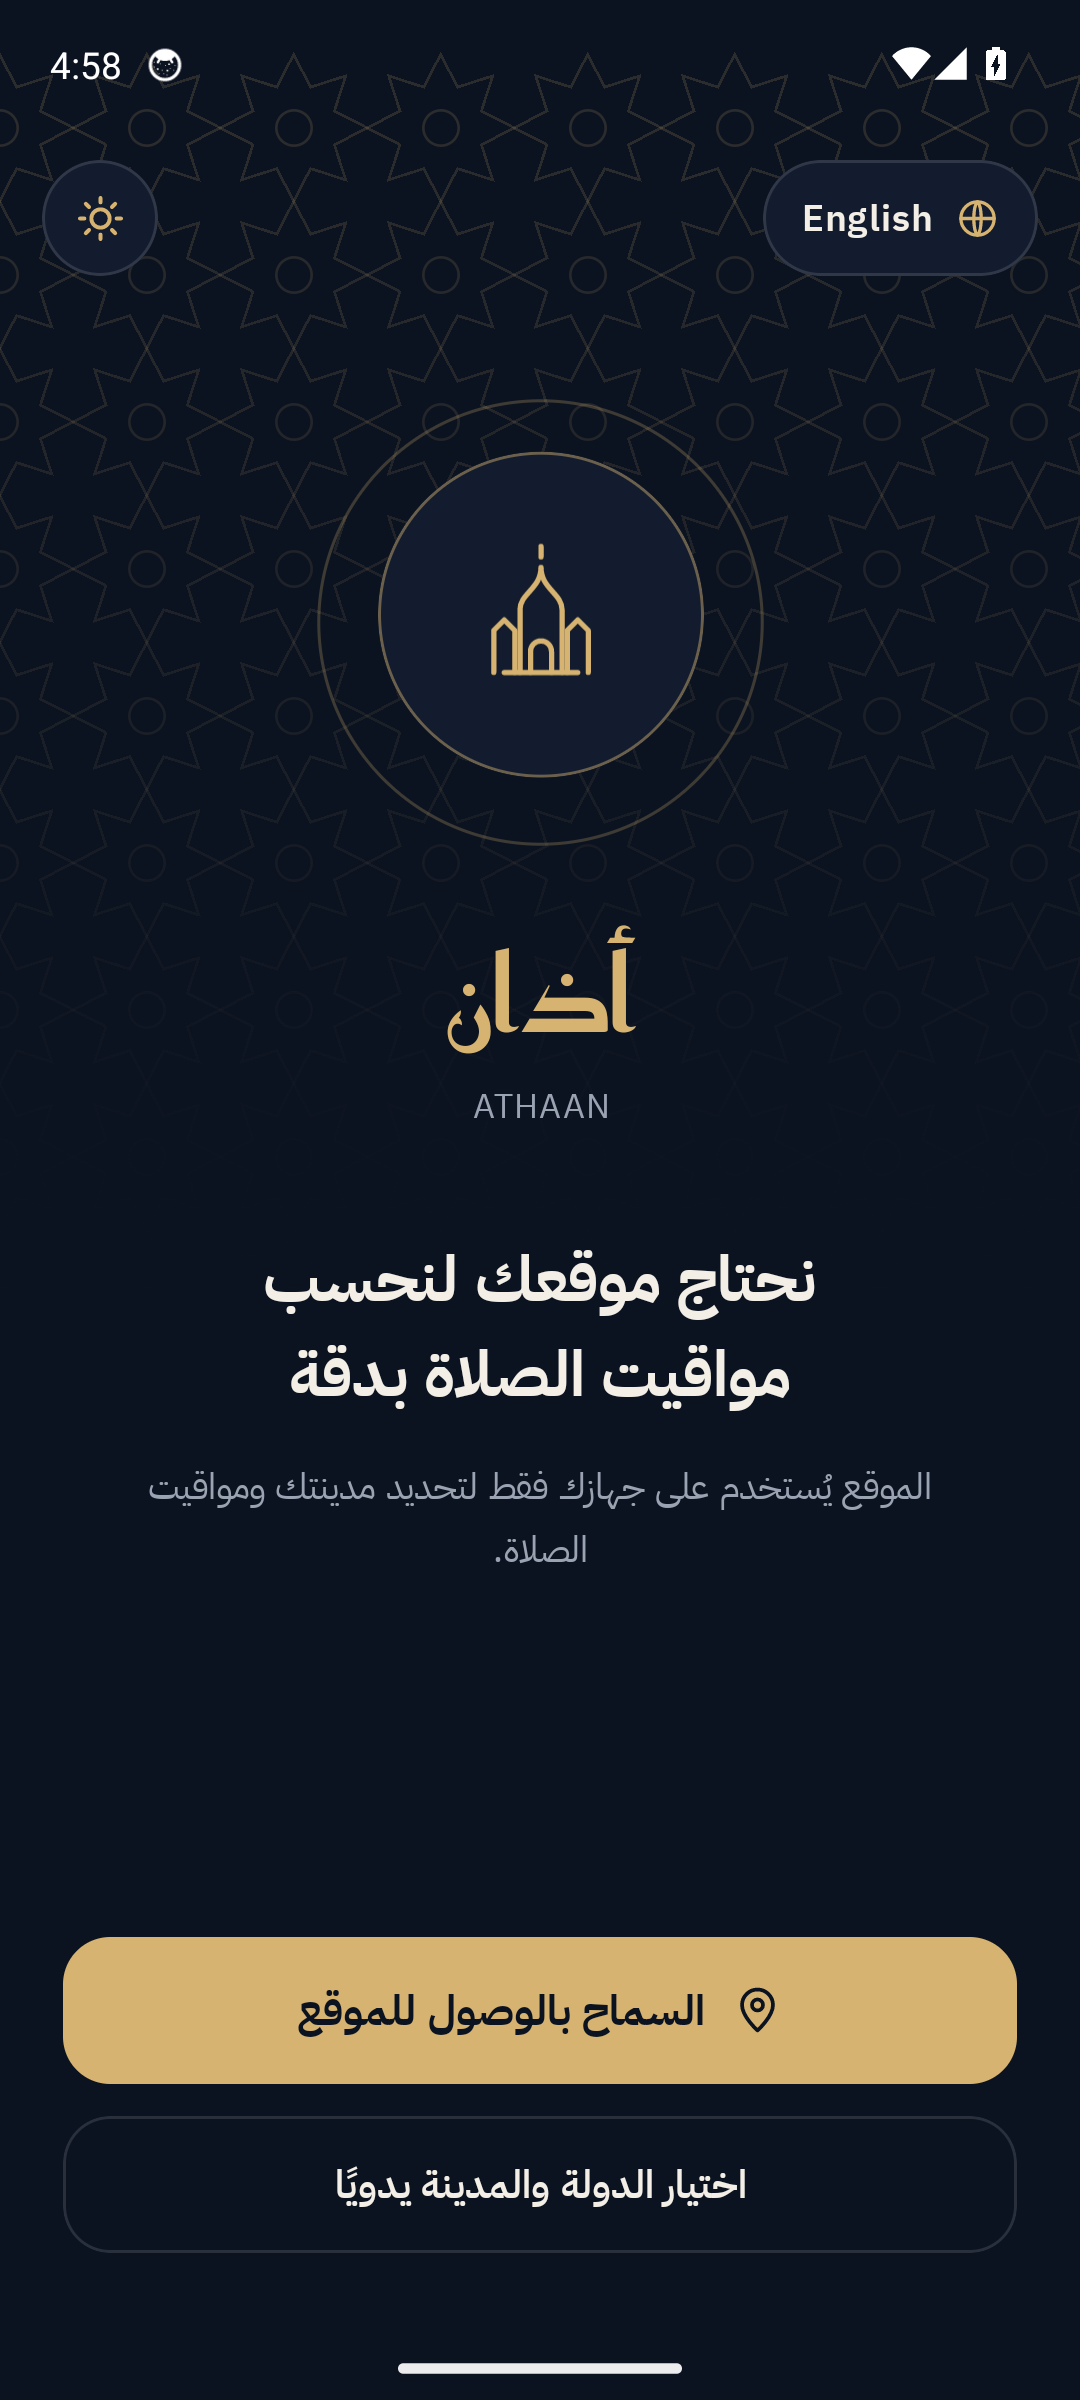 4:58
English
أذان
ATHAAN
نحتاج موقعك لنحسب
مواقيت الصلاة بدقة
الموقع يُستخدم على جهازك فقط لتحديد مدينتك ومواقيت
الصلاة.
السماح بالوصول للموقع
اختيار الدولة والمدينة يدويًا